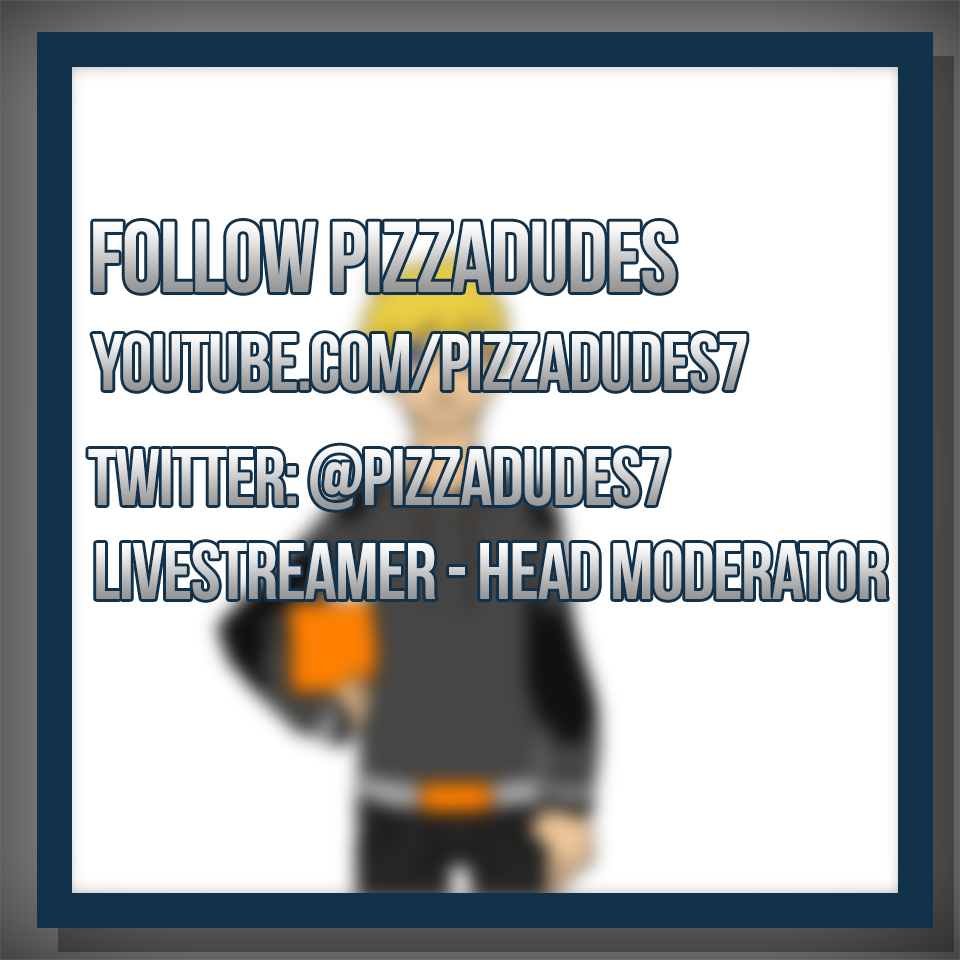 FOLLOW PIZZADUDES
YOUTUBE.COM/PIZZADUDES7
TWITTER: @PIZZADUDES7
LIVESTREAMER - HEAD MODERATOR